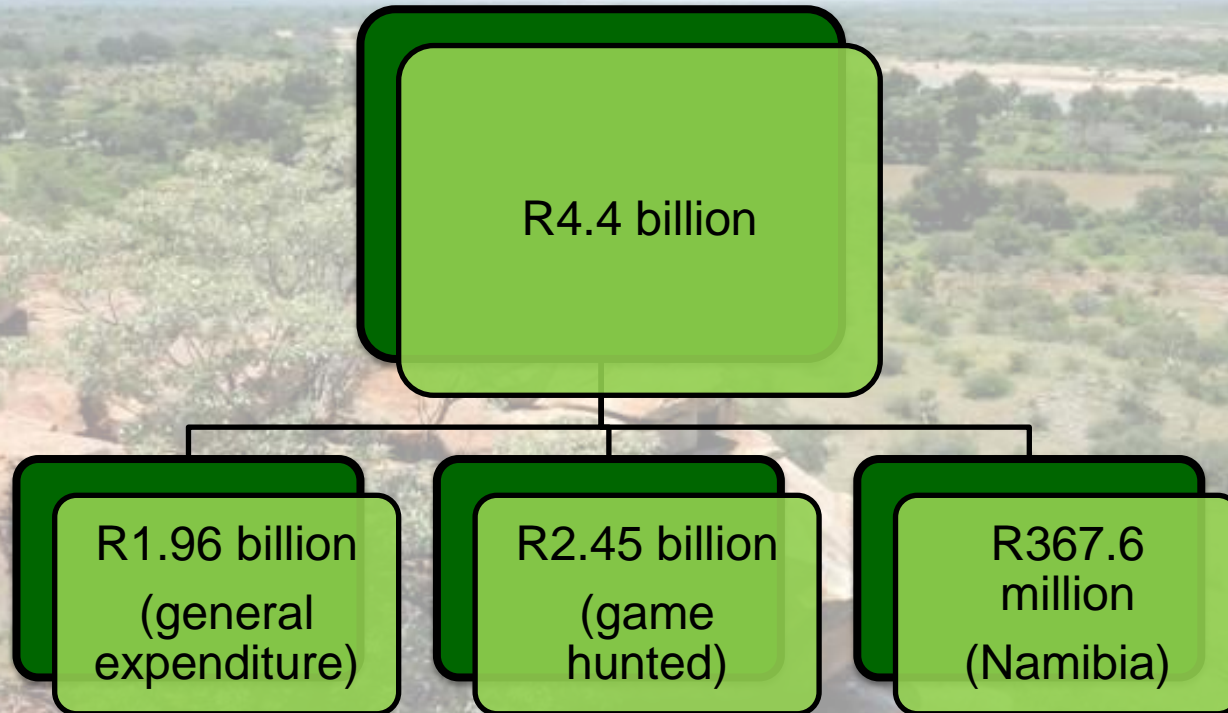 R4.4 billion
R1.96 billion
(general
expenditure)
R2.45 billion
(game
hunted)
R367.6
million
(Namibia)